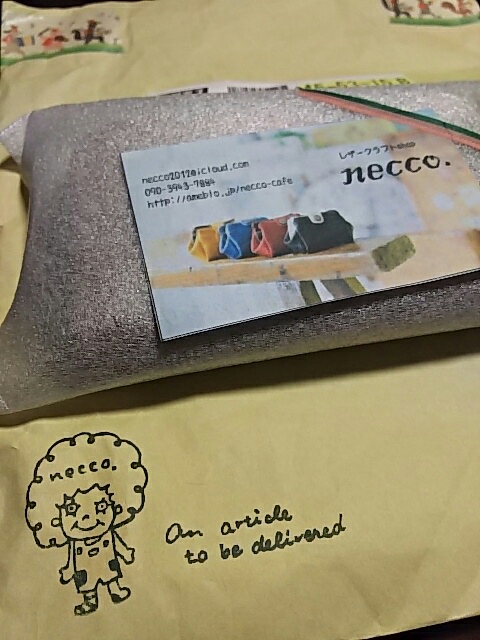 necco2012@icloud.com
090-3943-7884
http://ameblo.jp/necco-cafe
レザークラフトshop
necco.
necco.
An article
to be delivered